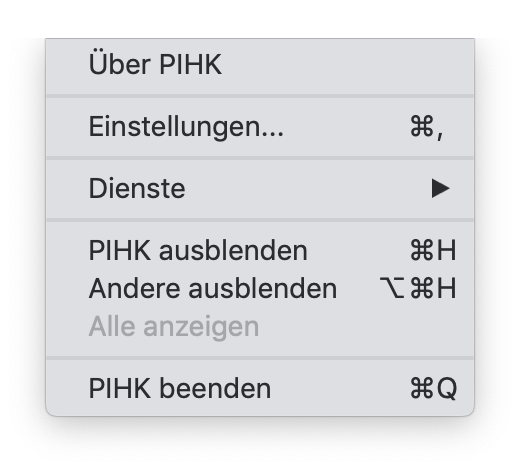 Über PIHK
Einstellungen... ⌘,
Dienste ▶
PIHK ausblenden ⌘H
Andere ausblenden ⌥⌘H
Alle anzeigen
PIHK beenden ⌘Q